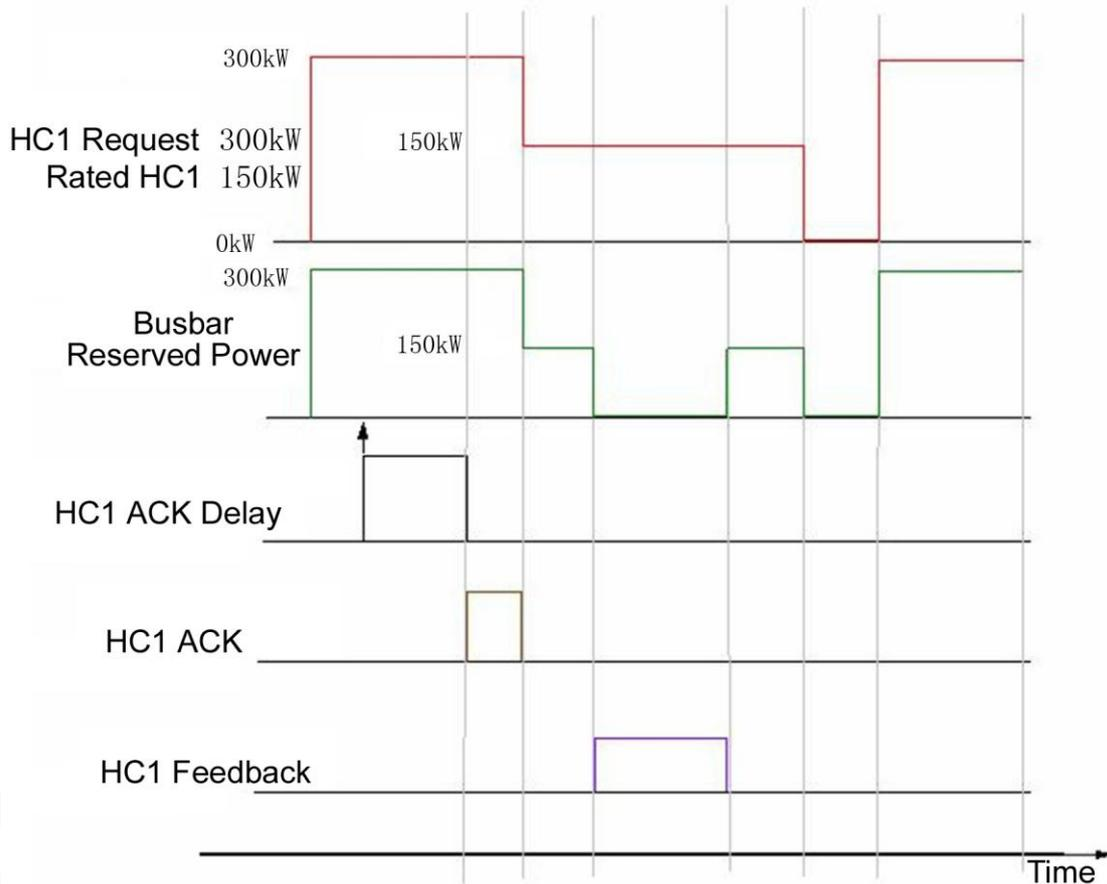 300kW
HC1 Request 300kW 150kW
Rated HC1 150kW
0kW
300kW
Busbar
Reserved Power 150kW
HC1 ACK Delay
HC1 ACK
HC1 Feedback
Time